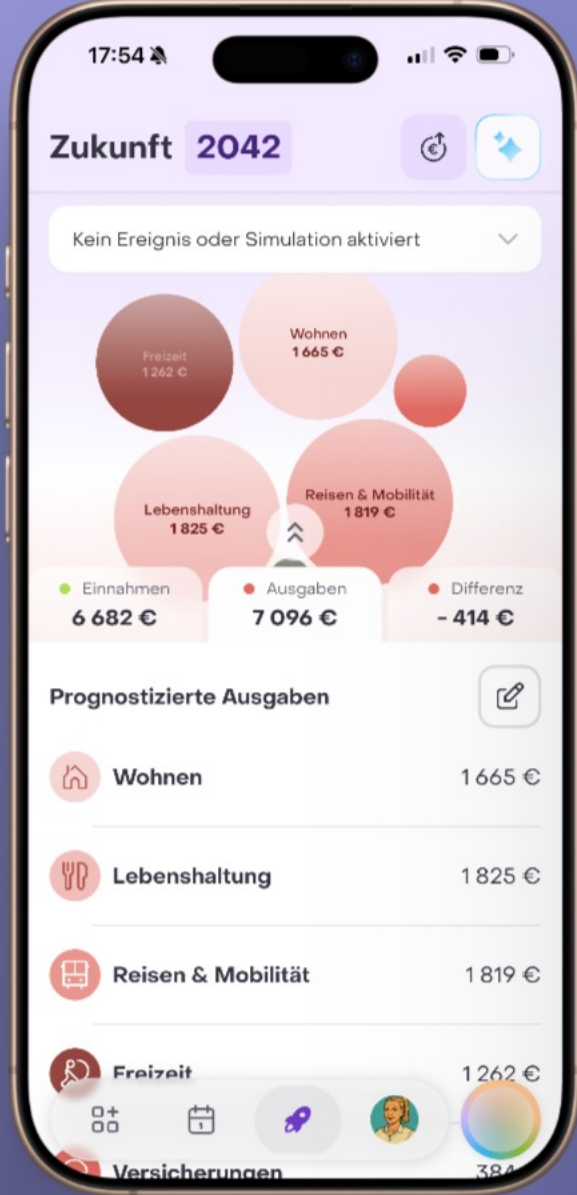 17:54
Zukunft 2042
Kein Ereignis oder Simulation aktiviert
Wohnen
1 665 €
Freizeit
1 262 €
Reisen & Mobilität
1 819 €
Lebenshaltung
1 825 €
Einnahmen
6 682 €
Ausgaben
7 096 €
Differenz
- 414 €
Prognostizierte Ausgaben
Wohnen 1 665 €
Lebenshaltung 1 825 €
Reisen & Mobilität 1 819 €
Freizeit 1 262 €
1
Versicherungen 384